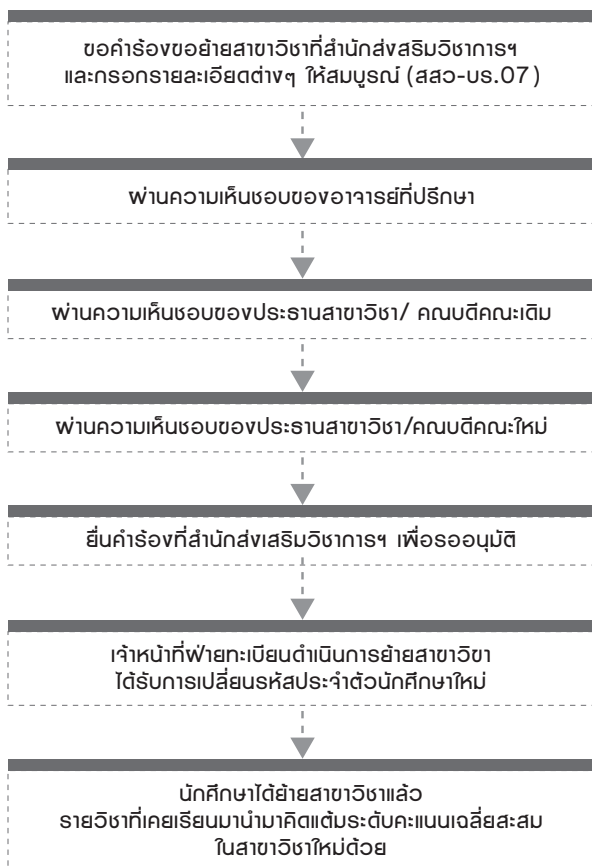 ขอคำร้องขอย้ายสาขาวิชาที่สำนักส่งสริมวิชาการฯ
และกรอกรายละเอียดต่างๆ ให้สมบูรณ์ (สสว-บร.07)
ผ่านความเห็นชอบของอาจารย์ที่ปรึกษา
ผ่านความเห็นชอบของประธานสาขาวิชา/ คณบดีคณะเดิม
ผ่านความเห็นชอบของประธานสาขาวิชา/คณบดีคณะใหม่
ยื่นคำร้องที่สำนักส่งเสริมวิชาการฯ เพื่อรออนุมัติ
เจ้าหน้าที่ฝ่ายทะเบียนดำเนินการย้ายสาขาวิขา
ได้รับการเปลี่ยนรหัสประจำตัวนักศึกษาใหม่
นักศึกษาได้ย้ายสาขาวิชาแล้ว
รายวิชาที่เคยเรียนมานำมาคิดแต้มระดับคะแนนเฉลี่ยสะสม
ในสาขาวิชาใหม่ด้วย